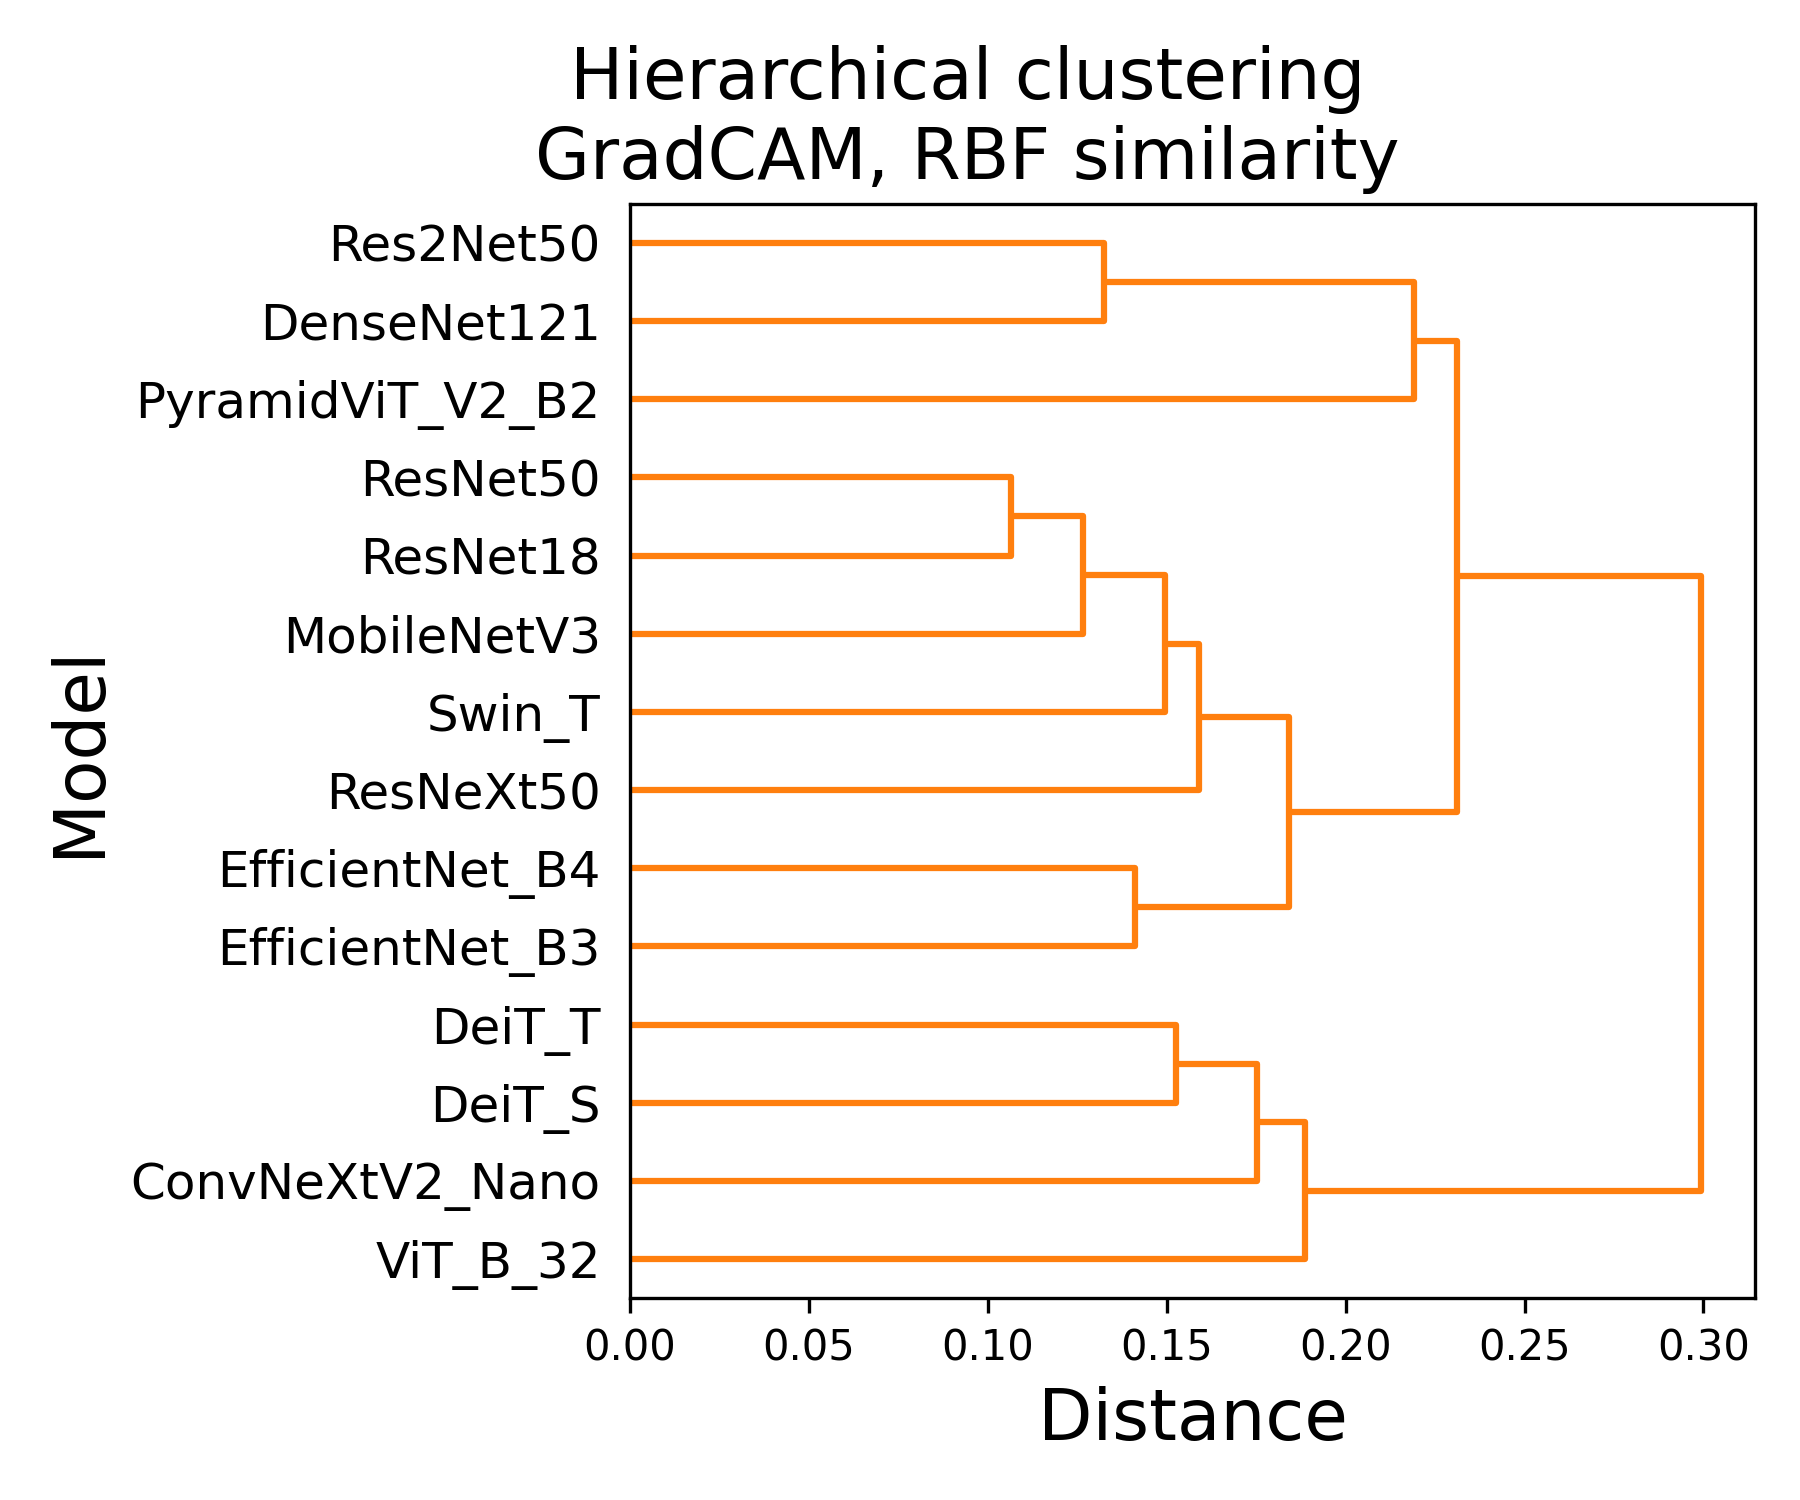 Hierarchical clustering
GradCAM, RBF similarity
Res2Net50
DenseNet121
PyramidViT_V2_B2
ResNet50
ResNet18
MobileNetV3
Swin_T
ResNeXt50
EfficientNet_B4
EfficientNet_B3
DeiT_T
DeiT_S
ConvNeXtV2_Nano
ViT_B_32
Model
0.00 0.05 0.10 0.15 0.20 0.25 0.30
Distance